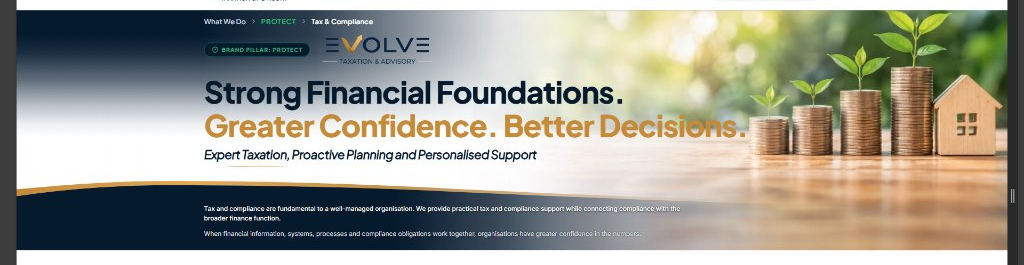 What We Do > PROTECT > Tax & Compliance
BRAND PILLAR: PROTECT
EVOLVE
TAXATION & ADVISORY
Strong Financial Foundations.
Greater Confidence. Better Decisions.
Expert Taxation, Proactive Planning and Personalised Support
Tax and compliance are fundamental to a well-managed organisation. We provide practical tax and compliance support while connecting compliance with the
broader finance function.
When financial information, systems, processes and compliance obligations work together, organisations have greater confidence in the numbers.